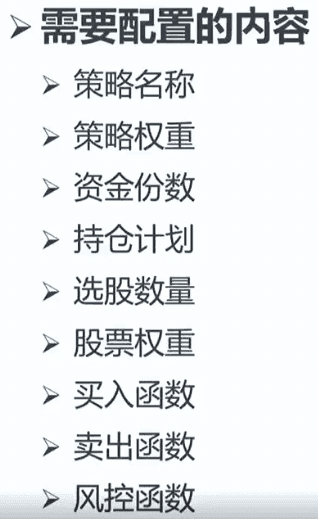 需要配置的内容
策略名称
策略权重
资金份数
持仓计划
选股数量
股票权重
买入函数
卖出函数
风控函数